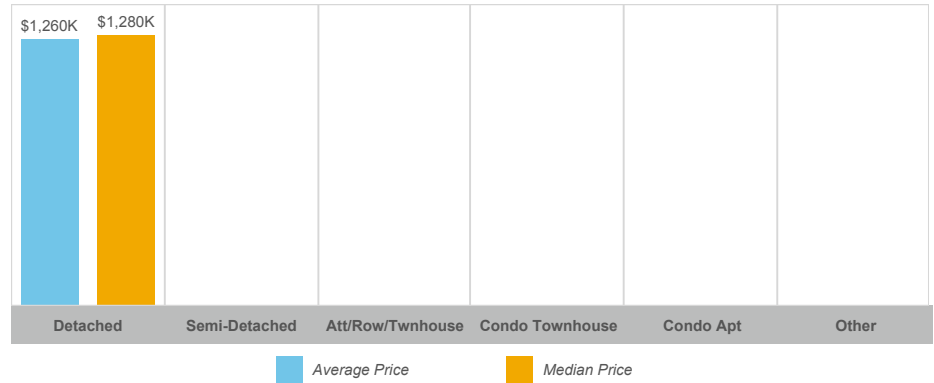 $1,260K
$1,280K
Detached
Semi-Detached
Att/Row/Twnhouse
Condo Townhouse
Condo Apt
Other
Average Price
Median Price